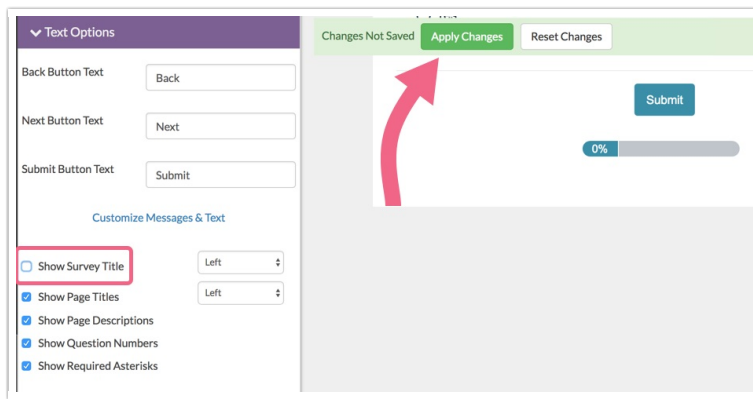 Text Options
Changes Not Saved Apply Changes Reset Changes
Back Button Text Back
Next Button Text Next
Submit Button Text Submit
Customize Messages & Text
Show Survey Title Left
Show Page Titles Left
Show Page Descriptions
Show Question Numbers
Show Required Asterisks
Submit
0%